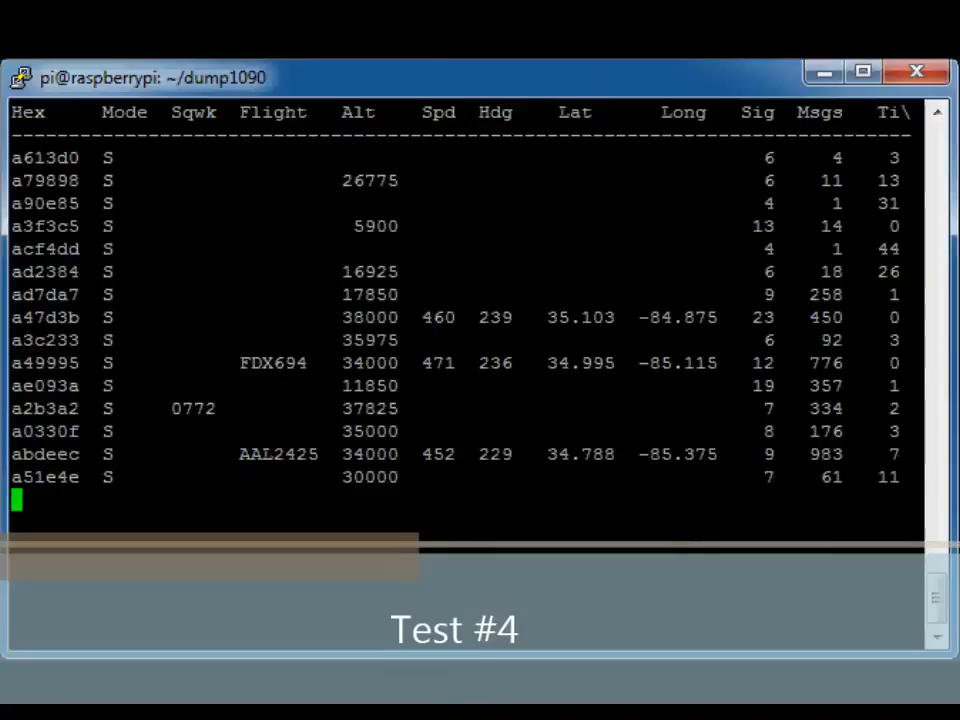 pi@raspberrypi: ~/dump1090
Hex Mode Sqwk Flight Alt Spd Hdg Lat Long Sig Msgs Ti\
-------------------------------------------------------------------------------
a613d0 S 6 4 3
a79898 S 26775 6 11 13
a90e85 S 4 1 31
a3f3c5 S 5900 13 14 0
acf4dd S 4 1 44
ad2384 S 16925 6 18 26
ad7da7 S 17850 9 258 1
a47d3b S 38000 460 239 35.103 -84.875 23 450 0
a3c233 S 35975 6 92 3
a49995 S FDX694 34000 471 236 34.995 -85.115 12 776 0
ae093a S 11850 19 357 1
a2b3a2 S 0772 37825 7 334 2
a0330f S 35000 8 176 3
abdeec S AAL2425 34000 452 229 34.788 -85.375 9 983 7
a51e4e S 30000 7 61 11
Test #4